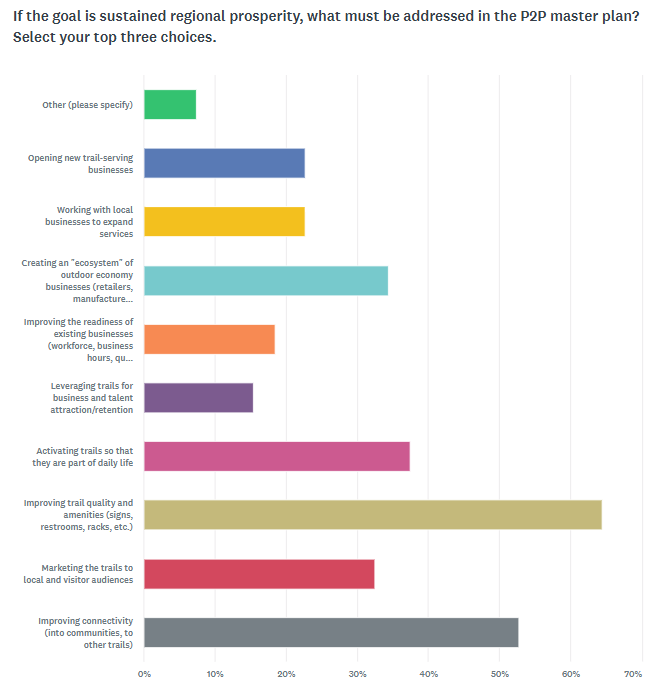 If the goal is sustained regional prosperity, what must be addressed in the P2P master plan?
Select your top three choices.
Other (please specify)
Opening new trail-serving
businesses
Working with local
businesses to expand
services
Creating an "ecosystem" of
outdoor economy
businesses (retailers,
manufacture...
Improving the readiness of
existing businesses
(workforce, business
hours, qu...
Leveraging trails for
business and talent
attraction/retention
Activating trails so that
they are part of daily life
Improving trail quality and
amenities (signs,
restrooms, racks, etc.)
Marketing the trails to
local and visitor audiences
Improving connectivity
(into communities, to
other trails)
0% 10% 20% 30% 40% 50% 60% 70%